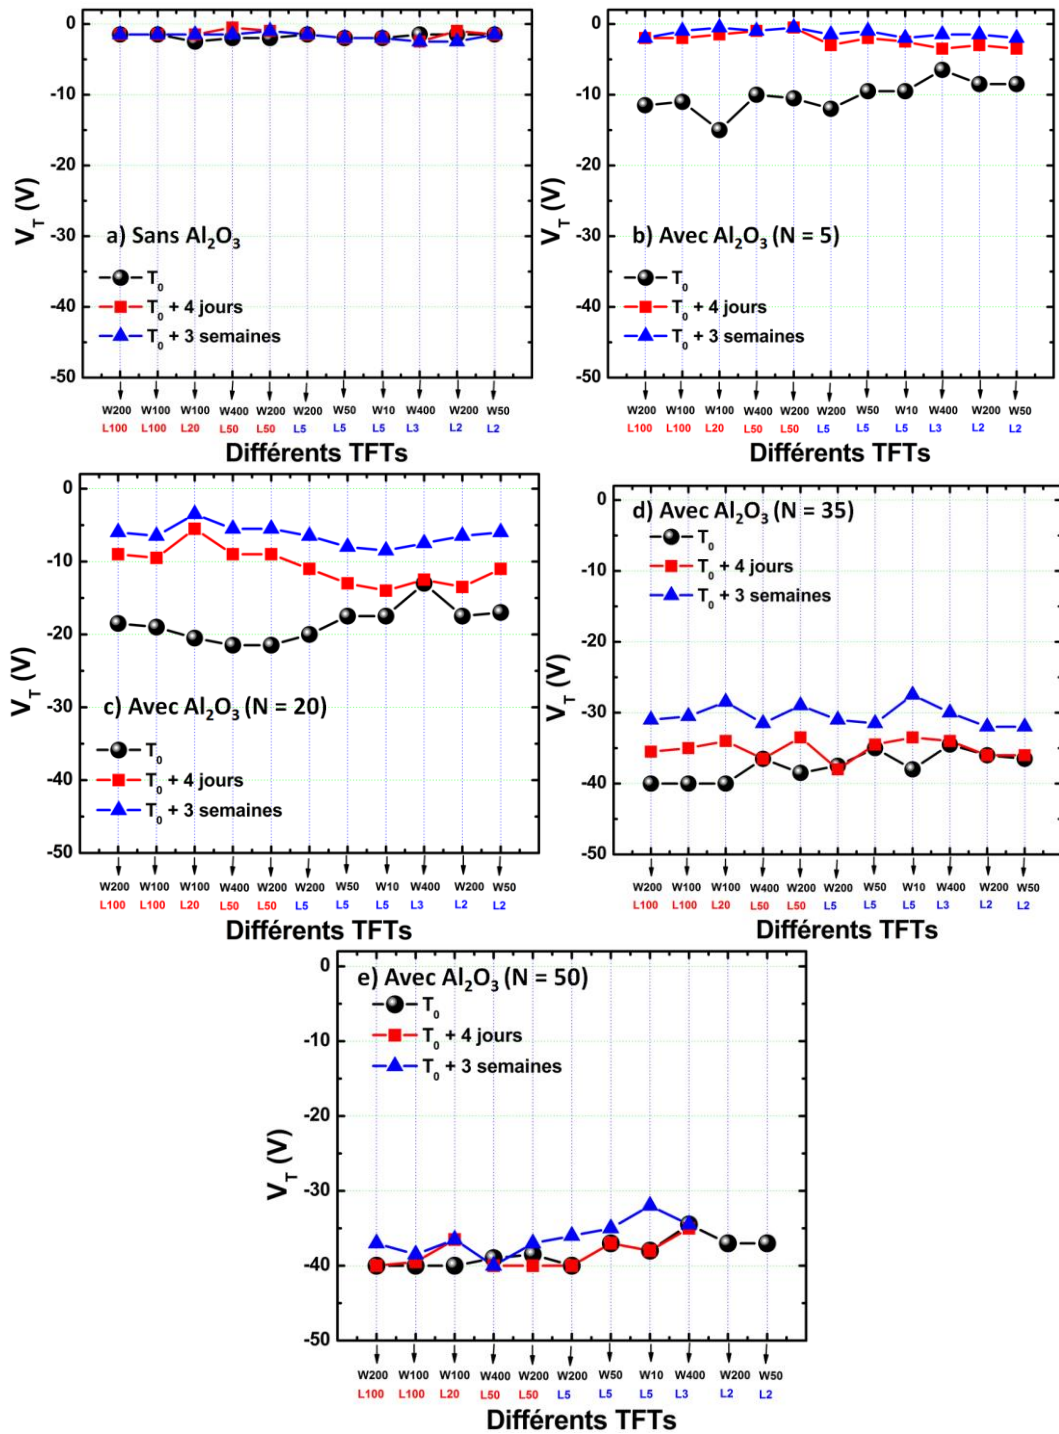 0
-10
-20
-30
-40
-50
V_T (V)
a) Sans Al₂O₃
T₀
T₀ + 4 jours
T₀ + 3 semaines
W200 W100 W100 W400 W200 W200 W50 W10 W400 W200 W50
L100 L100 L20 L50 L50 L5 L5 L5 L3 L2 L2
Différents TFTs
0
-10
-20
-30
-40
-50
V_T (V)
b) Avec Al₂O₃ (N = 5)
T₀
T₀ + 4 jours
T₀ + 3 semaines
W200 W100 W100 W400 W200 W200 W50 W10 W400 W200 W50
L100 L100 L20 L50 L50 L5 L5 L5 L3 L2 L2
Différents TFTs
0
-10
-20
-30
-40
-50
V_T (V)
c) Avec Al₂O₃ (N = 20)
T₀
T₀ + 4 jours
T₀ + 3 semaines
W200 W100 W100 W400 W200 W200 W50 W10 W400 W200 W50
L100 L100 L20 L50 L50 L5 L5 L5 L3 L2 L2
Différents TFTs
0
-10
-20
-30
-40
-50
V_T (V)
d) Avec Al₂O₃ (N = 35)
T₀
T₀ + 4 jours
T₀ + 3 semaines
W200 W100 W100 W400 W200 W200 W50 W10 W400 W200 W50
L100 L100 L20 L50 L50 L5 L5 L5 L3 L2 L2
Différents TFTs
0
-10
-20
-30
-40
-50
V_T (V)
e) Avec Al₂O₃ (N = 50)
T₀
T₀ + 4 jours
T₀ + 3 semaines
W200 W100 W100 W400 W200 W200 W50 W10 W400 W200 W50
L100 L100 L20 L50 L50 L5 L5 L5 L3 L2 L2
Différents TFTs